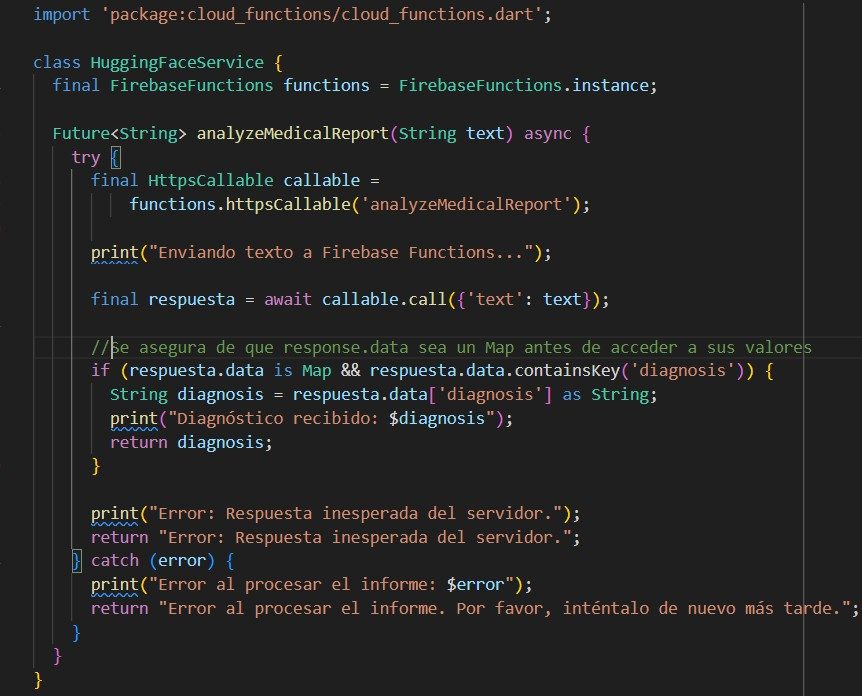 import 'package:cloud_functions/cloud_functions.dart';
class HuggingFaceService {
final FirebaseFunctions functions = FirebaseFunctions.instance;
Future<String> analyzeMedicalReport(String text) async {
try {
final HttpsCallable callable =
functions.httpsCallable('analyzeMedicalReport');
print("Enviando texto a Firebase Functions...");
final respuesta = await callable.call({'text': text});
//Se asegura de que response.data sea un Map antes de acceder a sus valores
if (respuesta.data is Map && respuesta.data.containsKey('diagnosis')) {
String diagnosis = respuesta.data['diagnosis'] as String;
print("Diagnóstico recibido: $diagnosis");
return diagnosis;
}
print("Error: Respuesta inesperada del servidor.");
return "Error: Respuesta inesperada del servidor.";
} catch (error) {
print("Error al procesar el informe: $error");
return "Error al procesar el informe. Por favor, inténtalo de nuevo más tarde.";
}
}
}